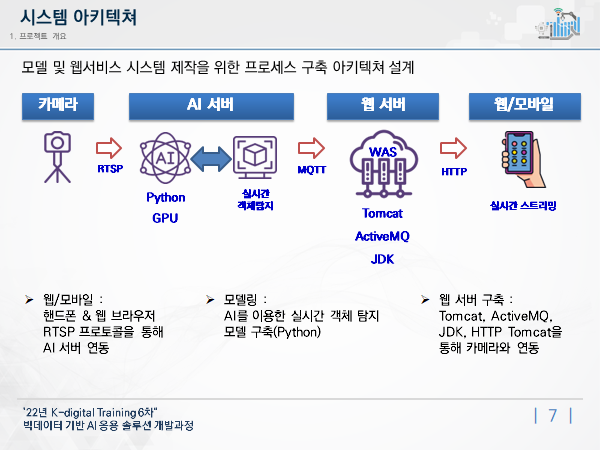 시스템 아키텍쳐
1. 프로젝트 개요
모델 및 웹서비스 시스템 제작을 위한 프로세스 구축 아키텍쳐 설계
카메라
AI 서버
웹 서버
웹/모바일
AI
WAS
RTSP
MQTT
HTTP
Python
GPU
실시간
객체탐지
Tomcat
ActiveMQ
JDK
실시간 스트리밍
➢ 웹/모바일 :
핸드폰 & 웹 브라우저
RTSP 프로토콜을 통해
AI 서버 연동
➢ 모델링 :
AI를 이용한 실시간 객체 탐지
모델 구축(Python)
➢ 웹 서버 구축 :
Tomcat, ActiveMQ,
JDK, HTTP Tomcat을
통해 카메라와 연동
'22년 K-digital Training 6차"
빅데이터 기반 AI 응용 솔루션 개발과정
| 7 |